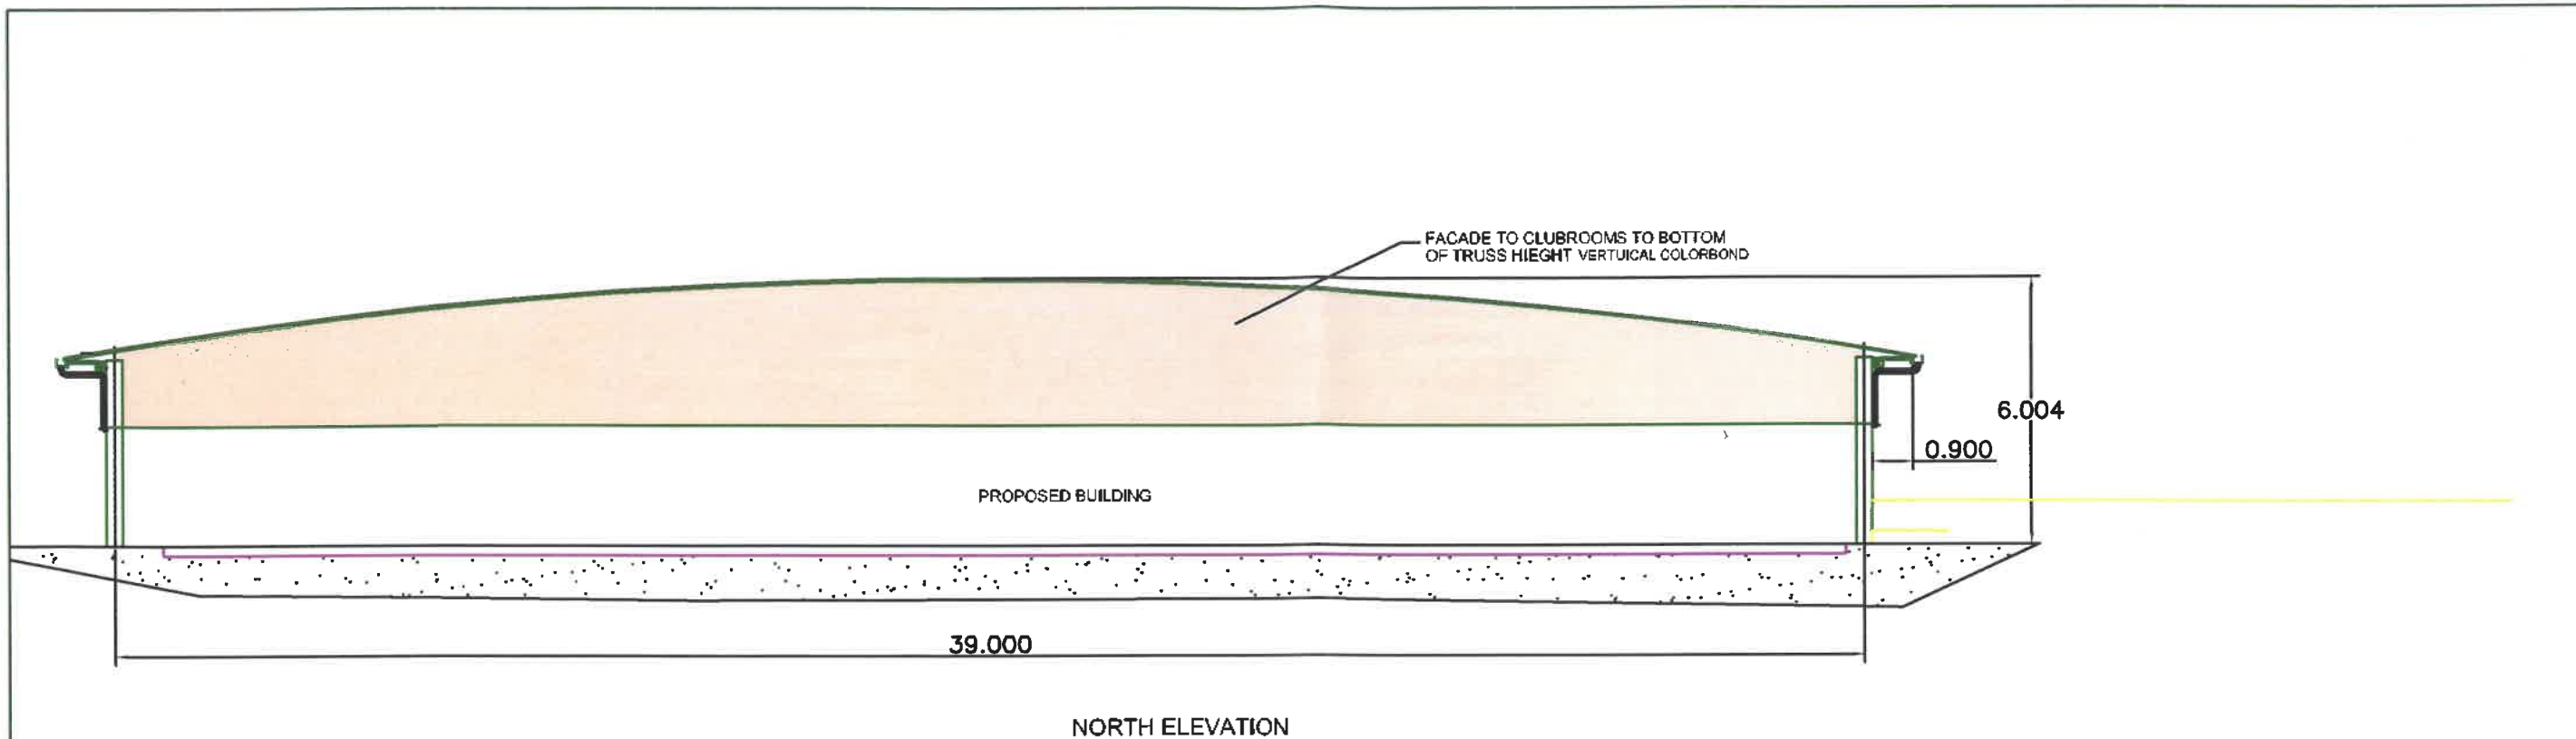 FACADE TO CLUBROOMS TO BOTTOM
OF TRUSS HIEGHT VERTUICAL COLORBOND
6.004
0.900
PROPOSED BUILDING
39.000
NORTH ELEVATION